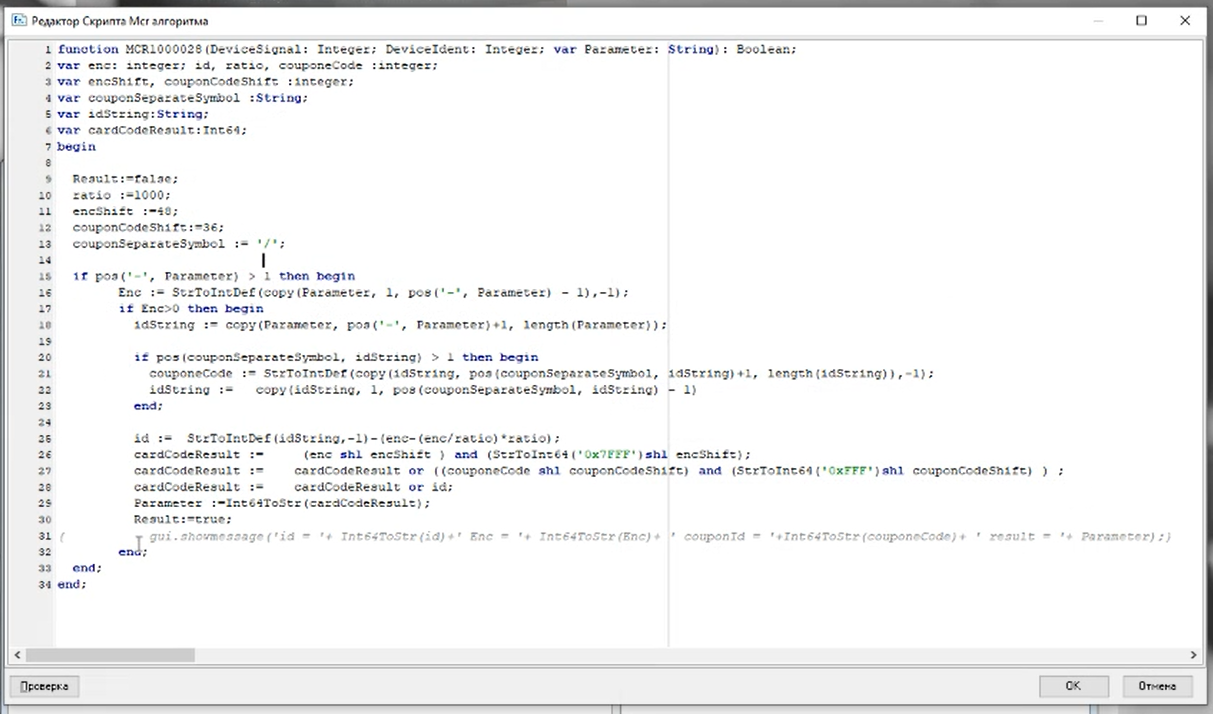 Редактор Скрипта Mcr алгоритма
1 function MCR1000028(DeviceSignal: Integer; DeviceIdent: Integer; var Parameter: String): Boolean;
2 var enc: integer; id, ratio, couponeCode :integer;
3 var encShift, couponCodeShift :integer;
4 var couponSeparateSymbol :String;
5 var idString:String;
6 var cardCodeResult:Int64;
7 begin
8
9 Result:=false;
10 ratio :=1000;
11 encShift :=48;
12 couponCodeShift:=36;
13 couponSeparateSymbol := '/';
14
15 if pos('-', Parameter) > 1 then begin
16 Enc := StrToIntDef(copy(Parameter, 1, pos('-', Parameter) - 1),-1);
17 if Enc>0 then begin
18 idString := copy(Parameter, pos('-', Parameter)+1, length(Parameter));
19
20 if pos(couponSeparateSymbol, idString) > 1 then begin
21 couponeCode := StrToIntDef(copy(idString, pos(couponSeparateSymbol, idString)+1, length(idString)),-1);
22 idString := copy(idString, 1, pos(couponSeparateSymbol, idString) - 1)
23 end;
24
25 id := StrToIntDef(idString,-1)-(enc-(enc/ratio)*ratio);
26 cardCodeResult := (enc shl encShift ) and (StrToInt64('0x7FFF')shl encShift);
27 cardCodeResult := cardCodeResult or ((couponeCode shl couponCodeShift) and (StrToInt64('0xFFF')shl couponCodeShift) ) ;
28 cardCodeResult := cardCodeResult or id;
29 Parameter :=Int64ToStr(cardCodeResult);
30 Result:=true;
31 { gui.showmessage('id = '+ Int64ToStr(id)+' Enc = '+ Int64ToStr(Enc)+ ' couponId = '+Int64ToStr(couponeCode)+ ' result = '+ Parameter);}
32 end;
33 end;
34 end;
Проверка
OK
Отмена